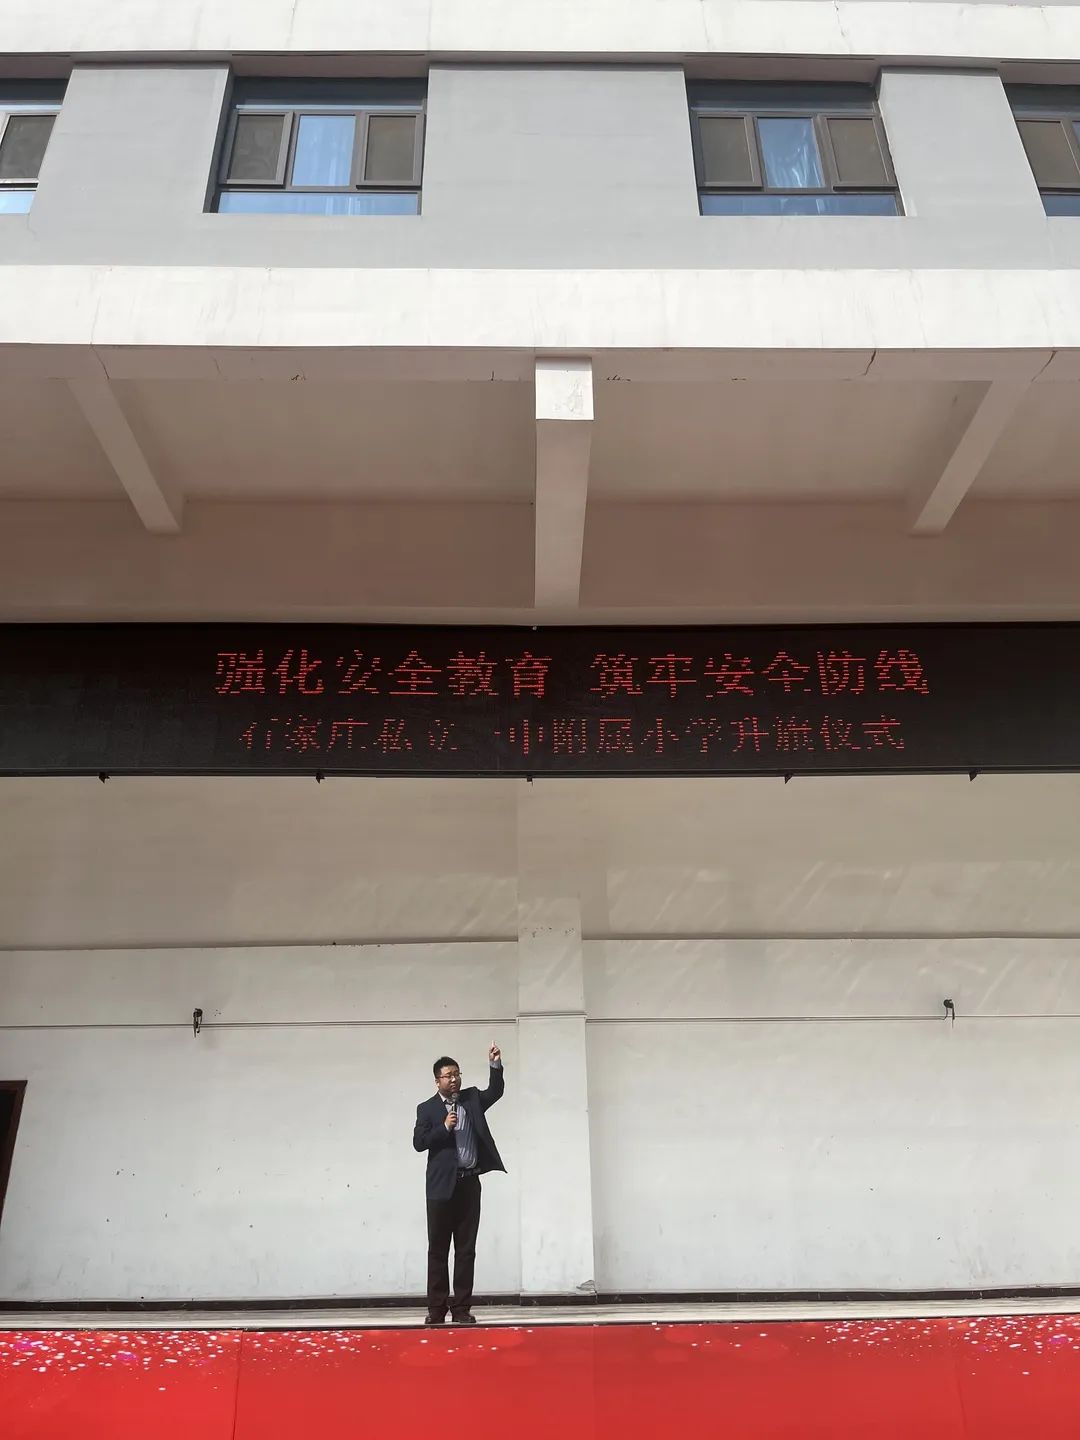 强化安全教育 筑牢安全防线
石家庄私立一中附属小学升旗仪式